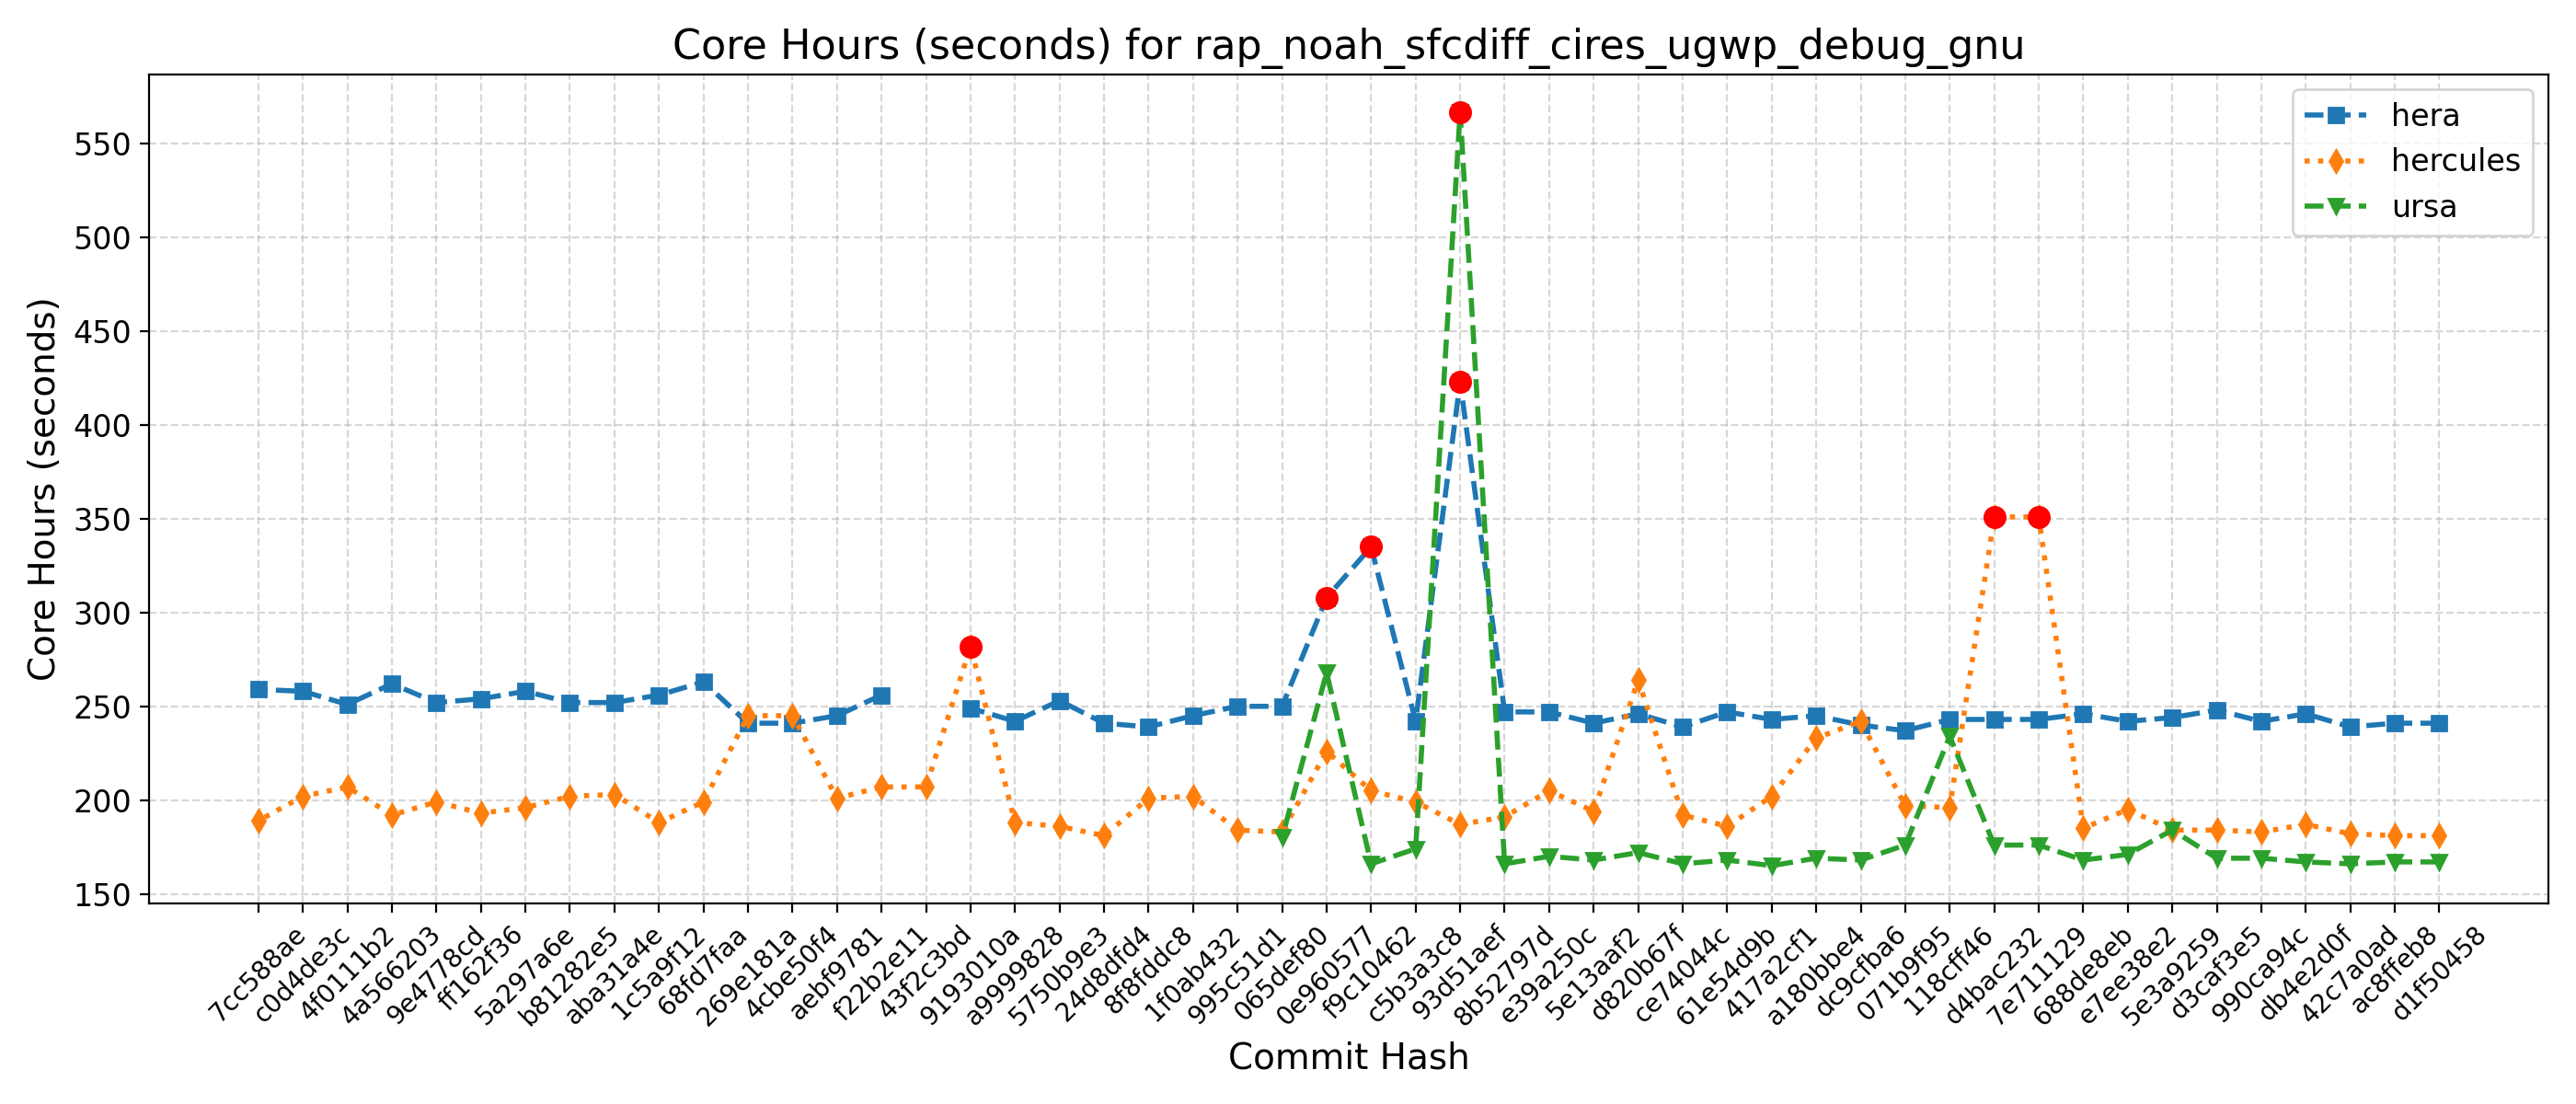 Core Hours (seconds) for rap_noah_sfcdiff_cires_ugwp_debug_gnu
Core Hours (seconds)
550
500
450
400
350
300
250
200
150
hera
hercules
ursa
7cc588ae
c0d4de3c
4f0111b2
4a566203
9e4778cd
ff162f36
5a297a6e
b81282e5
aba31a4e
1c5a9f12
68fd7faa
269e181a
4cbe50f4
aebf9781
f22b2e11
43f2c3bd
9193010a
a9999828
5750b9e3
24d8dfd4
8f8fddc8
1f0ab432
995c51d1
065def80
0e960577
f9c10462
c5b3a3c8
93d51aef
8b52797d
e39a250c
5e13aaf2
d820b67f
ce74044c
61e54d9b
417a2cf1
a180bbe4
dc9cfba6
071b9f95
118cff46
d4bac232
7e711129
688de8eb
e7ee38e2
5e3a9259
d3caf3e5
990ca94c
db4e2d0f
42c7a0ad
ac8ffeb8
d1f50458
Commit Hash